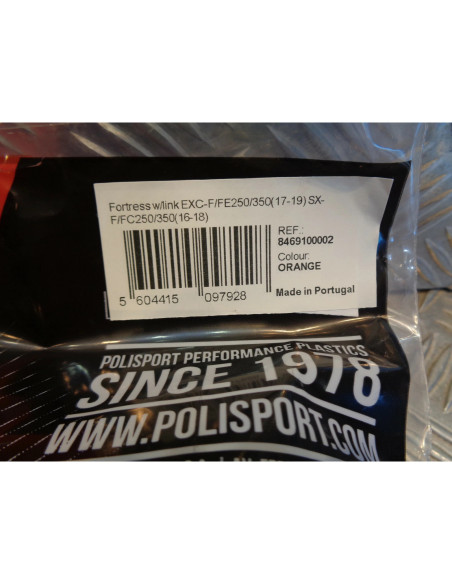 Fortress w/link EXC-F/FE250/350(17-19) SX-
F/FC250/350(16-18)
REF.:
8469100002
Colour:
ORANGE
5 604415 097928
Made in Portugal
POLISPORT PERFORMANCE PLASTICS
SINCE 1978
WWW.POLISPORT.COM